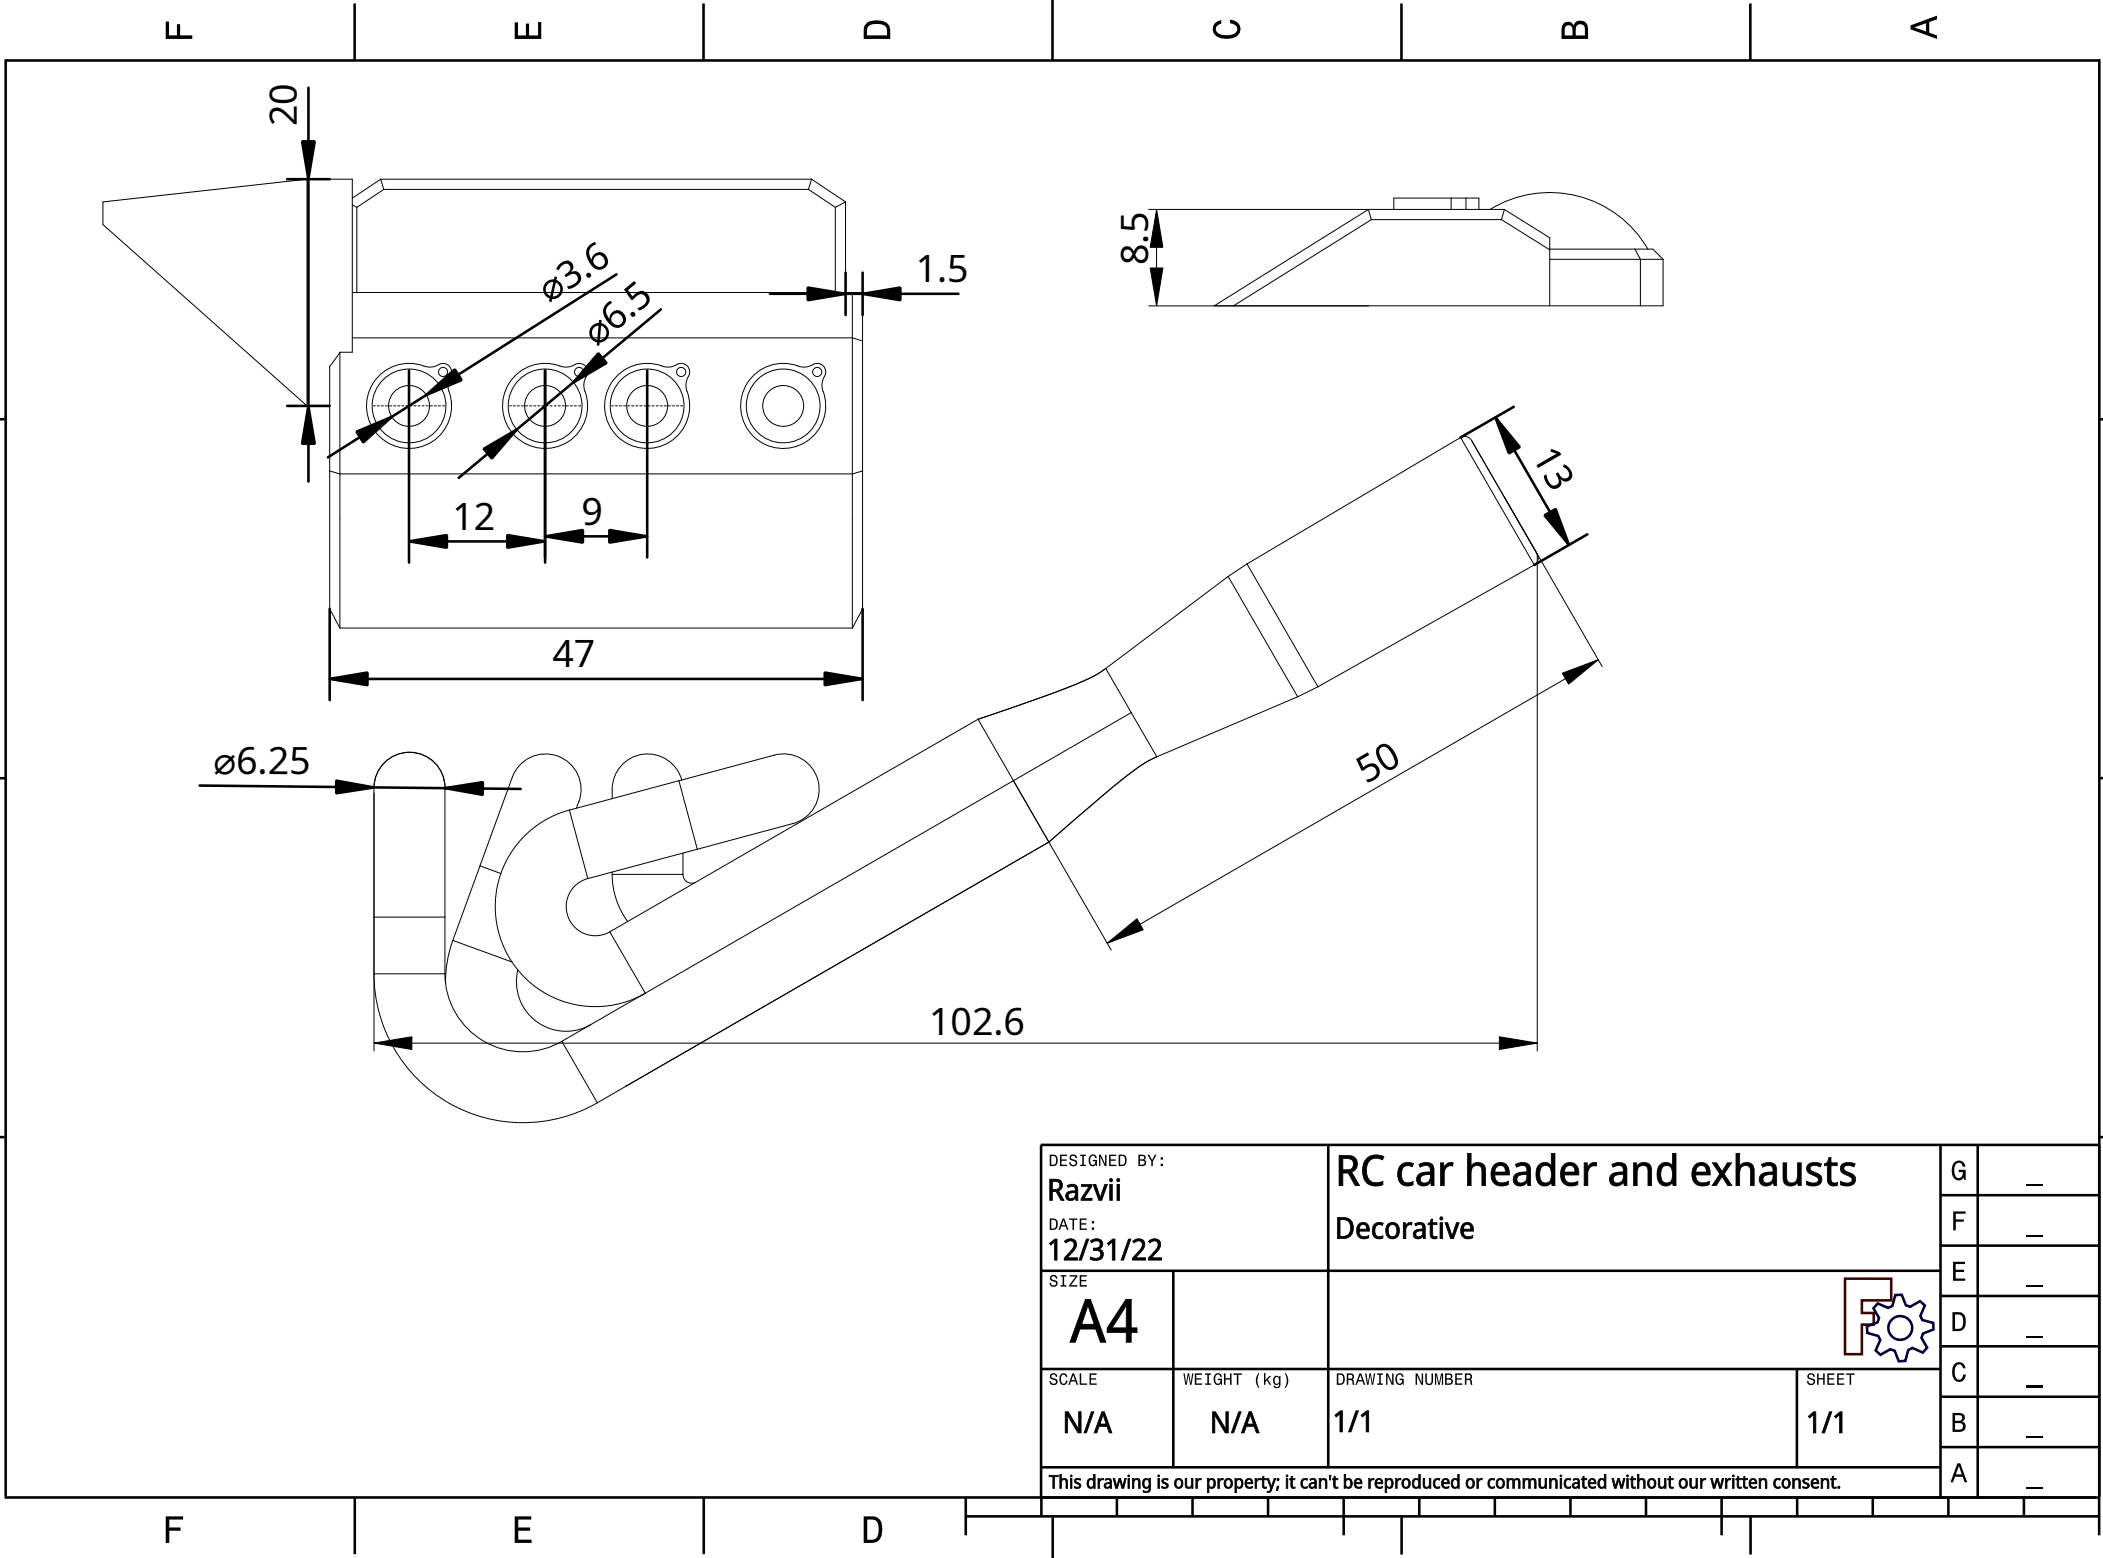 F E D C B A
20
ø3.6
ø6.5
1.5
8.5
12
9
13
47
ø6.25
50
102.6
DESIGNED BY:
Razvii
DATE:
12/31/22
RC car header and exhausts
Decorative
SIZE
A4
SCALE
N/A
WEIGHT (kg)
N/A
DRAWING NUMBER
1/1
SHEET
1/1
This drawing is our property; it can't be reproduced or communicated without our written consent.
G _
F _
E _
D _
C _
B _
A _
F E D